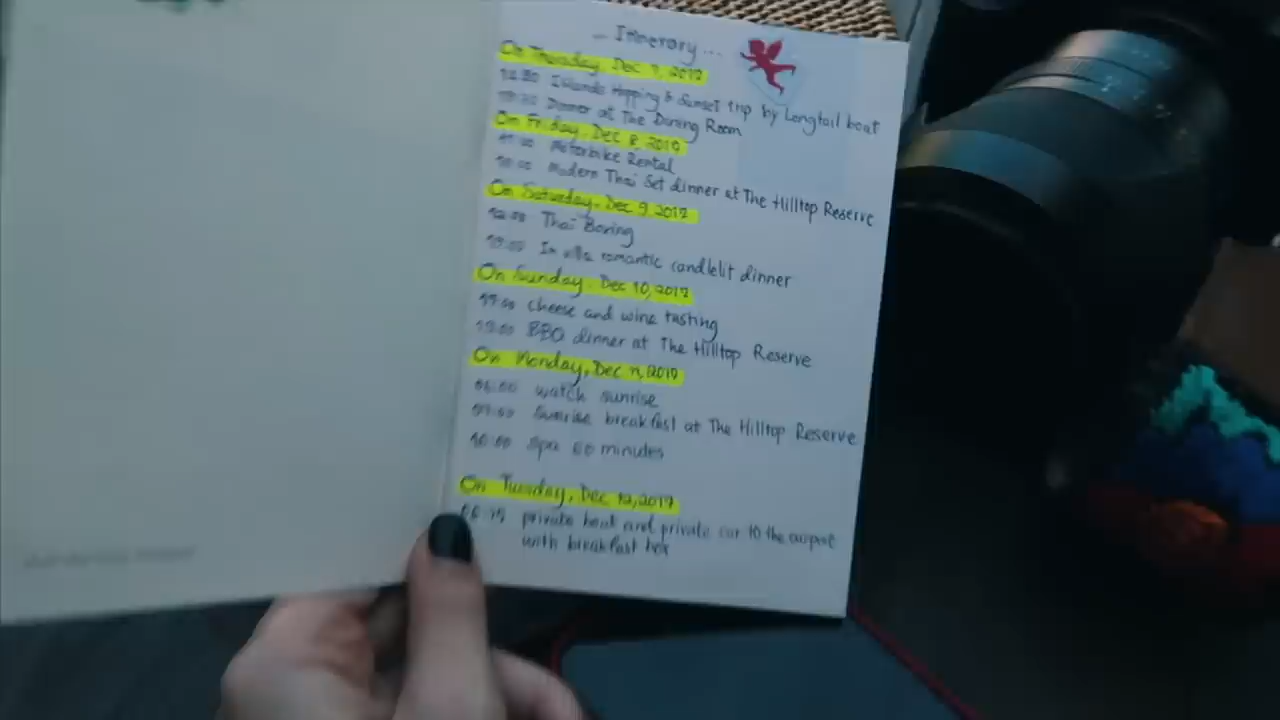 - Itinerary ...
On Thursday, Dec 7, 2017
Islands Hopping & Sunset trip by Longtail boat
Dinner at The Dining Room
On Friday, Dec 8, 2017
Motorbike Rental
Modern Thai Set dinner at The Hilltop Reserve
On Saturday, Dec 9, 2017
Thai Boxing
In villa romantic candlelit dinner
On Sunday, Dec 10, 2017
cheese and wine tasting
BBQ dinner at The Hilltop Reserve
On Monday, Dec 11, 2017
watch sunrise
Sunrise breakfast at The Hilltop Reserve
Spa 60 minutes
On Tuesday, Dec 12, 2017
private boat and private car to the airport
with breakfast box